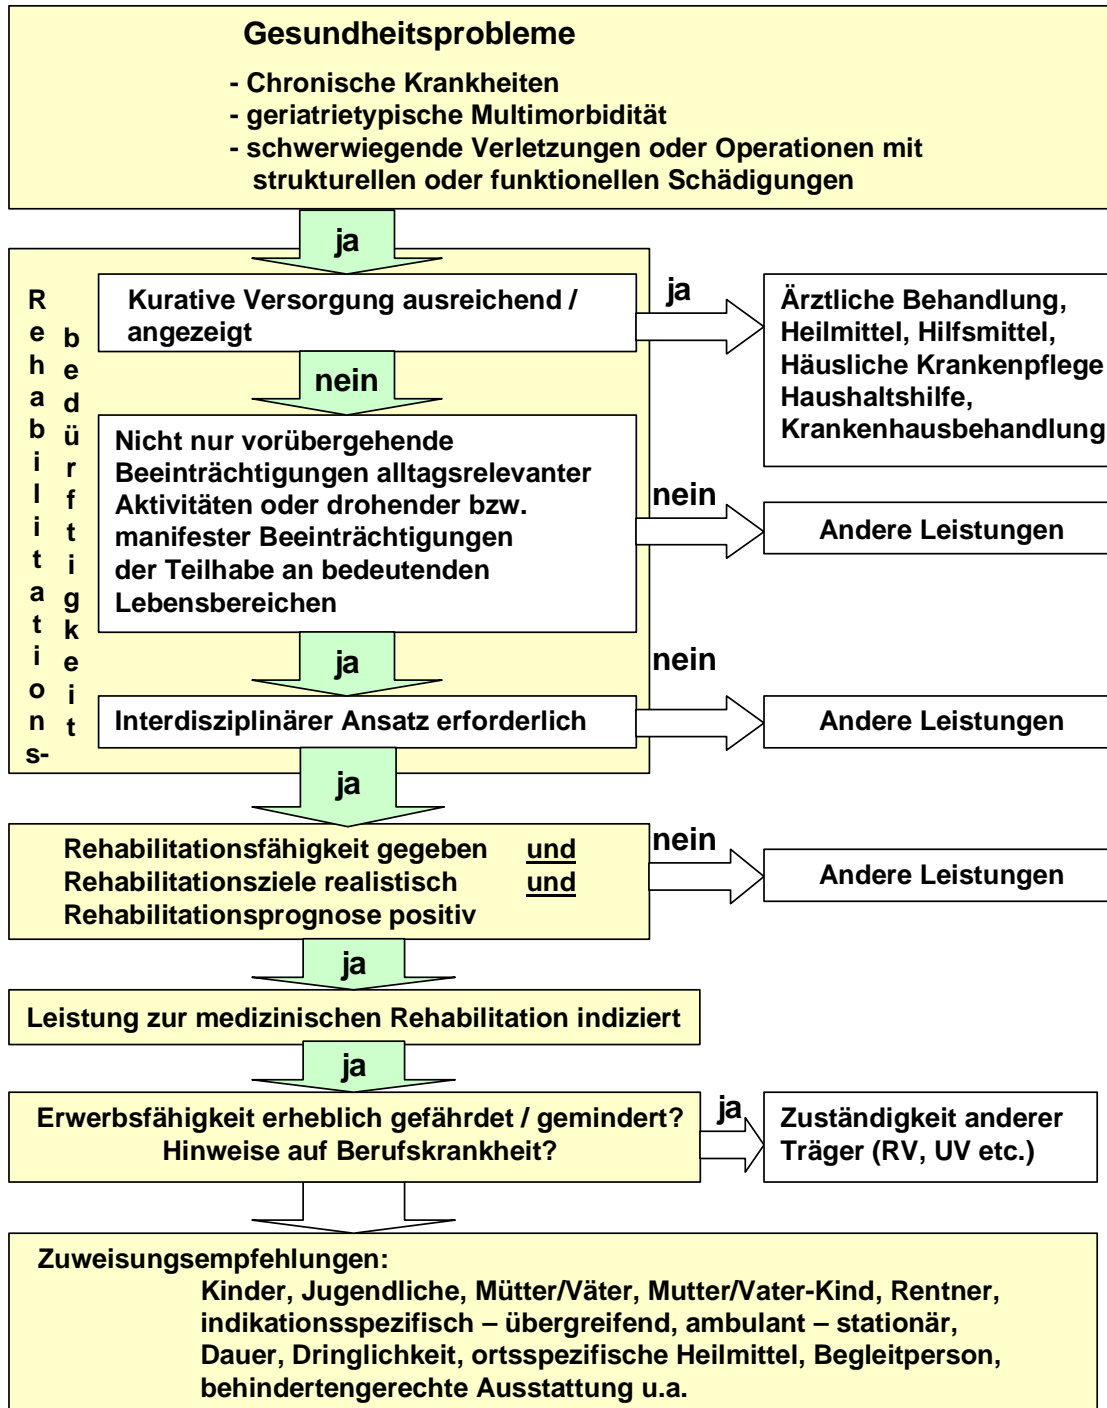 Gesundheitsprobleme
- Chronische Krankheiten
- geriatrietypische Multimorbidität
- schwerwiegende Verletzungen oder Operationen mit
strukturellen oder funktionellen Schädigungen
ja
Rehabilitations-
bedürftigkeit
Kurative Versorgung ausreichend /
angezeigt
ja
Ärztliche Behandlung,
Heilmittel, Hilfsmittel,
Häusliche Krankenpflege
Haushaltshilfe,
Krankenhausbehandlung
nein
Nicht nur vorübergehende
Beeinträchtigungen alltagsrelevanter
Aktivitäten oder drohender bzw.
manifester Beeinträchtigungen
der Teilhabe an bedeutenden
Lebensbereichen
nein
Andere Leistungen
ja
Interdisziplinärer Ansatz erforderlich
nein
Andere Leistungen
ja
Rehabilitationsfähigkeit gegeben und
Rehabilitationsziele realistisch und
Rehabilitationsprognose positiv
nein
Andere Leistungen
ja
Leistung zur medizinischen Rehabilitation indiziert
ja
Erwerbsfähigkeit erheblich gefährdet / gemindert?
Hinweise auf Berufskrankheit?
ja
Zuständigkeit anderer
Träger (RV, UV etc.)
Zuweisungsempfehlungen:
Kinder, Jugendliche, Mütter/Väter, Mutter/Vater-Kind, Rentner,
indikationsspezifisch – übergreifend, ambulant – stationär,
Dauer, Dringlichkeit, ortsspezifische Heilmittel, Begleitperson,
behindertengerechte Ausstattung u.a.